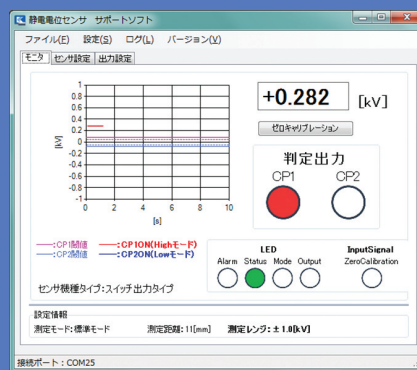 静電電位センサ サポートソフト
ファイル(F) 設定(S) ログ(L) バージョン(V)
モニタ センサ設定 出力設定
1
0.8
0.6
0.4
0.2
0
-0.2
-0.4
-0.6
-0.8
-1
[kV]
0 2 4 6 8 10
[s]
+0.282 [kV]
ゼロキャリブレーション
判定出力
CP1 CP2
:CP1閾値 :CP1ON(Highモード)
:CP2閾値 :CP2ON(Lowモード)
LED
Alarm Status Mode Output
InputSignal
ZeroCalibration
センサ機種タイプ:スイッチ出力タイプ
設定情報
測定モード:標準モード 測定距離:11[mm] 測定レンジ:±1.0[kV]
接続ポート:COM25